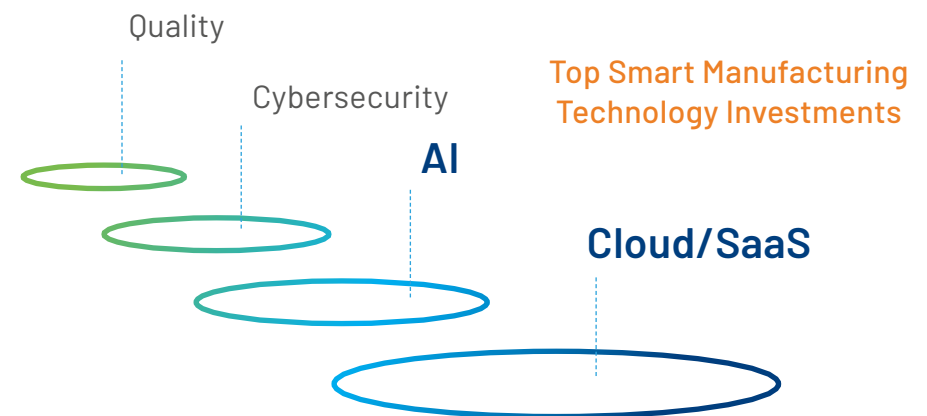 Quality
Cybersecurity
AI
Cloud/SaaS
Top Smart Manufacturing
Technology Investments